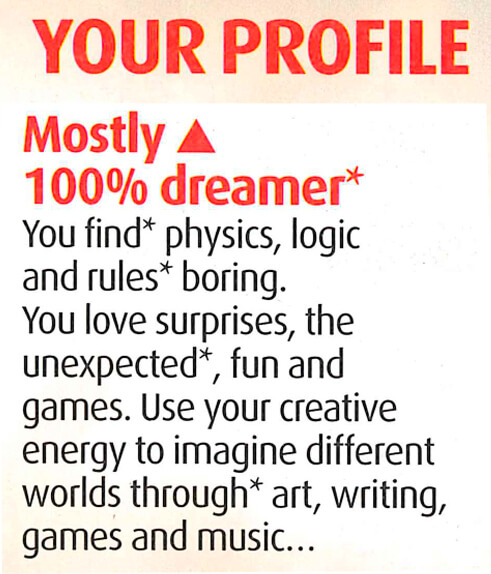 YOUR PROFILE
Mostly ▲
100% dreamer*
You find* physics, logic
and rules* boring.
You love surprises, the
unexpected*, fun and
games. Use your creative
energy to imagine different
worlds through* art, writing,
games and music...